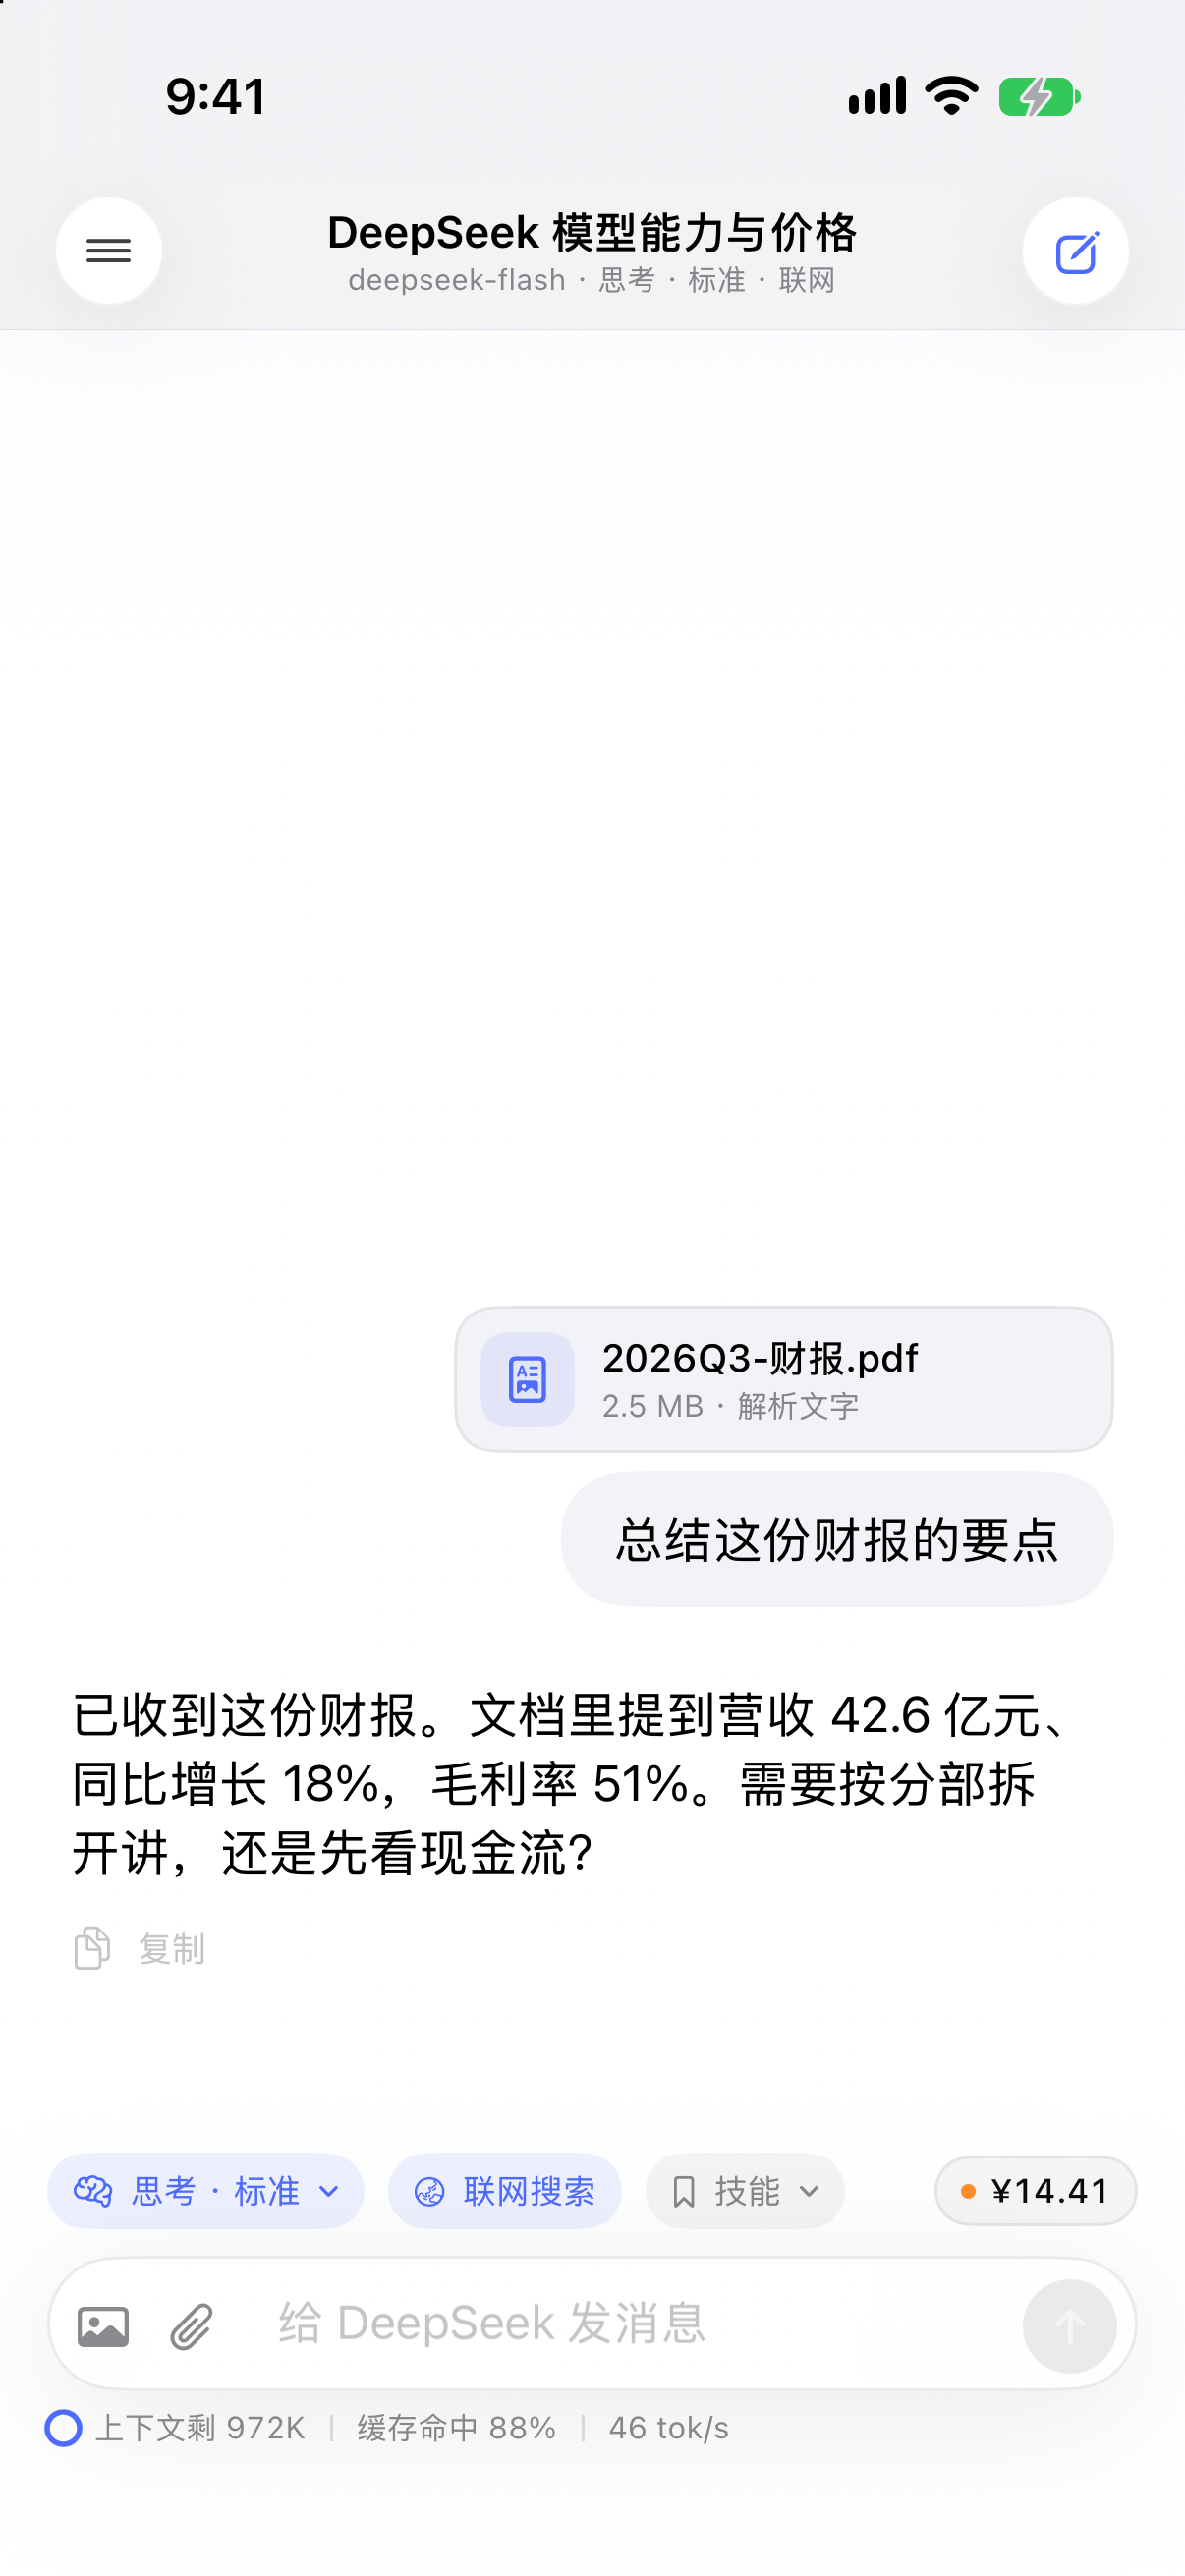 9:41
DeepSeek 模型能力与价格
deepseek-flash · 思考 · 标准 · 联网
2026Q3-财报.pdf
2.5 MB · 解析文字
总结这份财报的要点
已收到这份财报。文档里提到营收 42.6 亿元、
同比增长 18%，毛利率 51%。需要按分部拆
开讲，还是先看现金流？
复制
思考 · 标准
联网搜索
技能
¥14.41
给 DeepSeek 发消息
上下文剩 972K | 缓存命中 88% | 46 tok/s